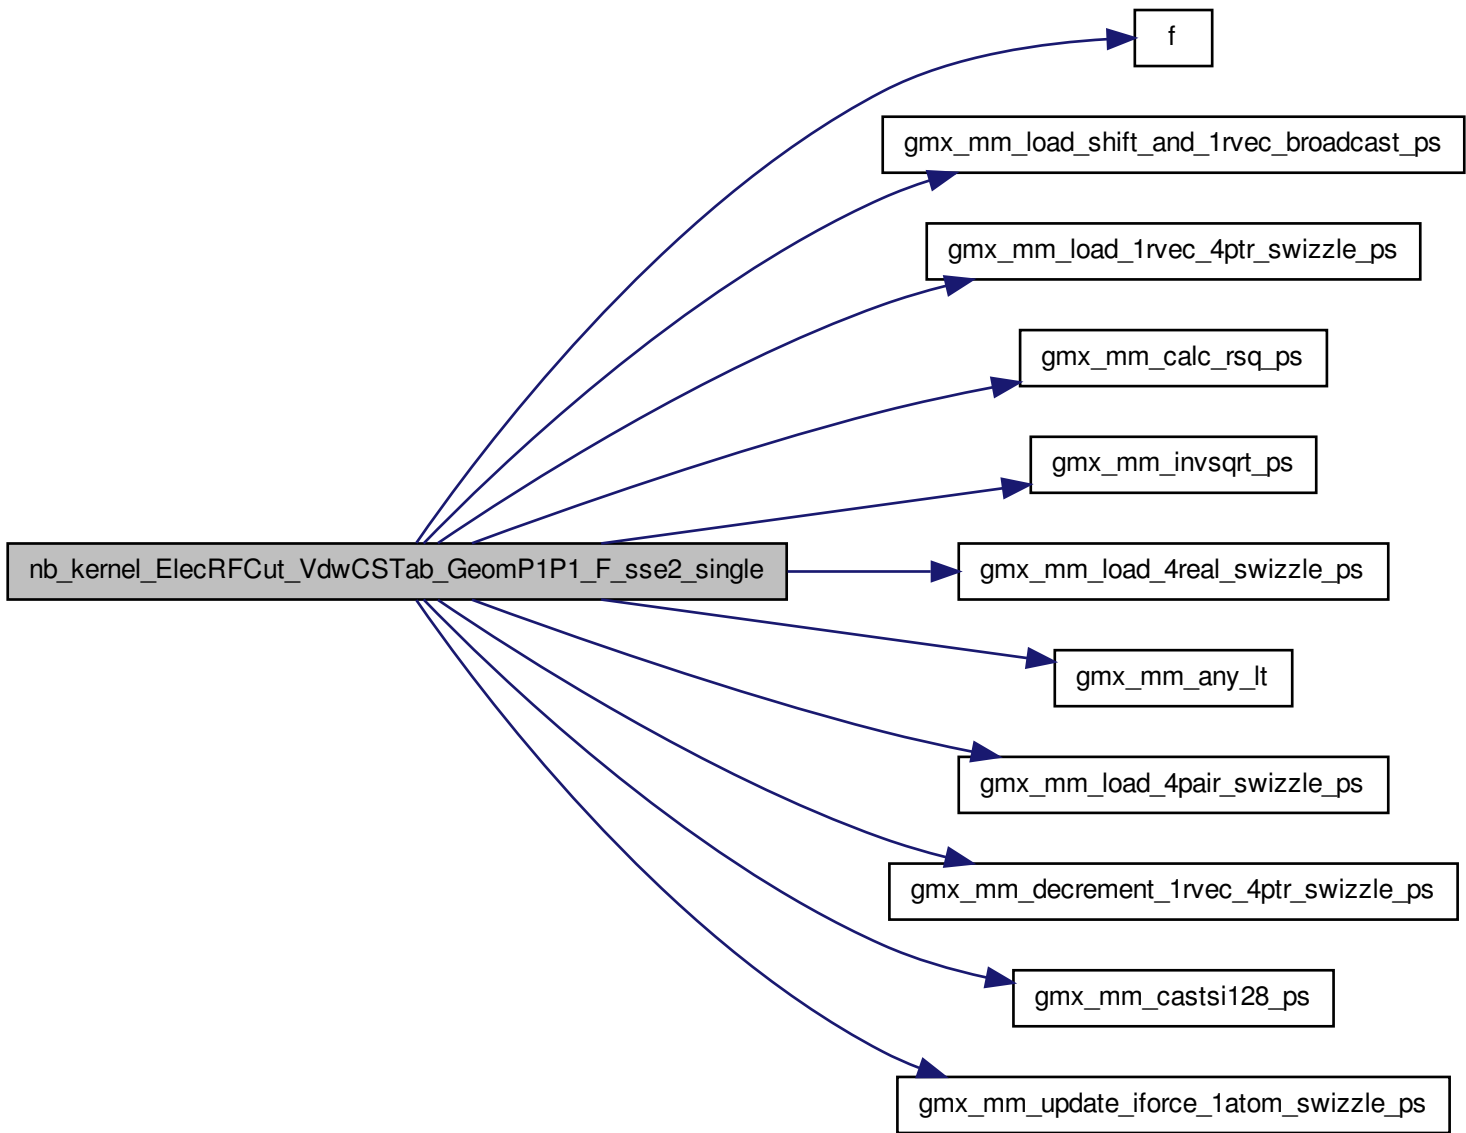 f
gmx_mm_load_shift_and_1rvec_broadcast_ps
gmx_mm_load_1rvec_4ptr_swizzle_ps
gmx_mm_calc_rsq_ps
gmx_mm_invsqrt_ps
nb_kernel_ElecRFCut_VdwCSTab_GeomP1P1_F_sse2_single
gmx_mm_load_4real_swizzle_ps
gmx_mm_any_lt
gmx_mm_load_4pair_swizzle_ps
gmx_mm_decrement_1rvec_4ptr_swizzle_ps
gmx_mm_castsi128_ps
gmx_mm_update_iforce_1atom_swizzle_ps